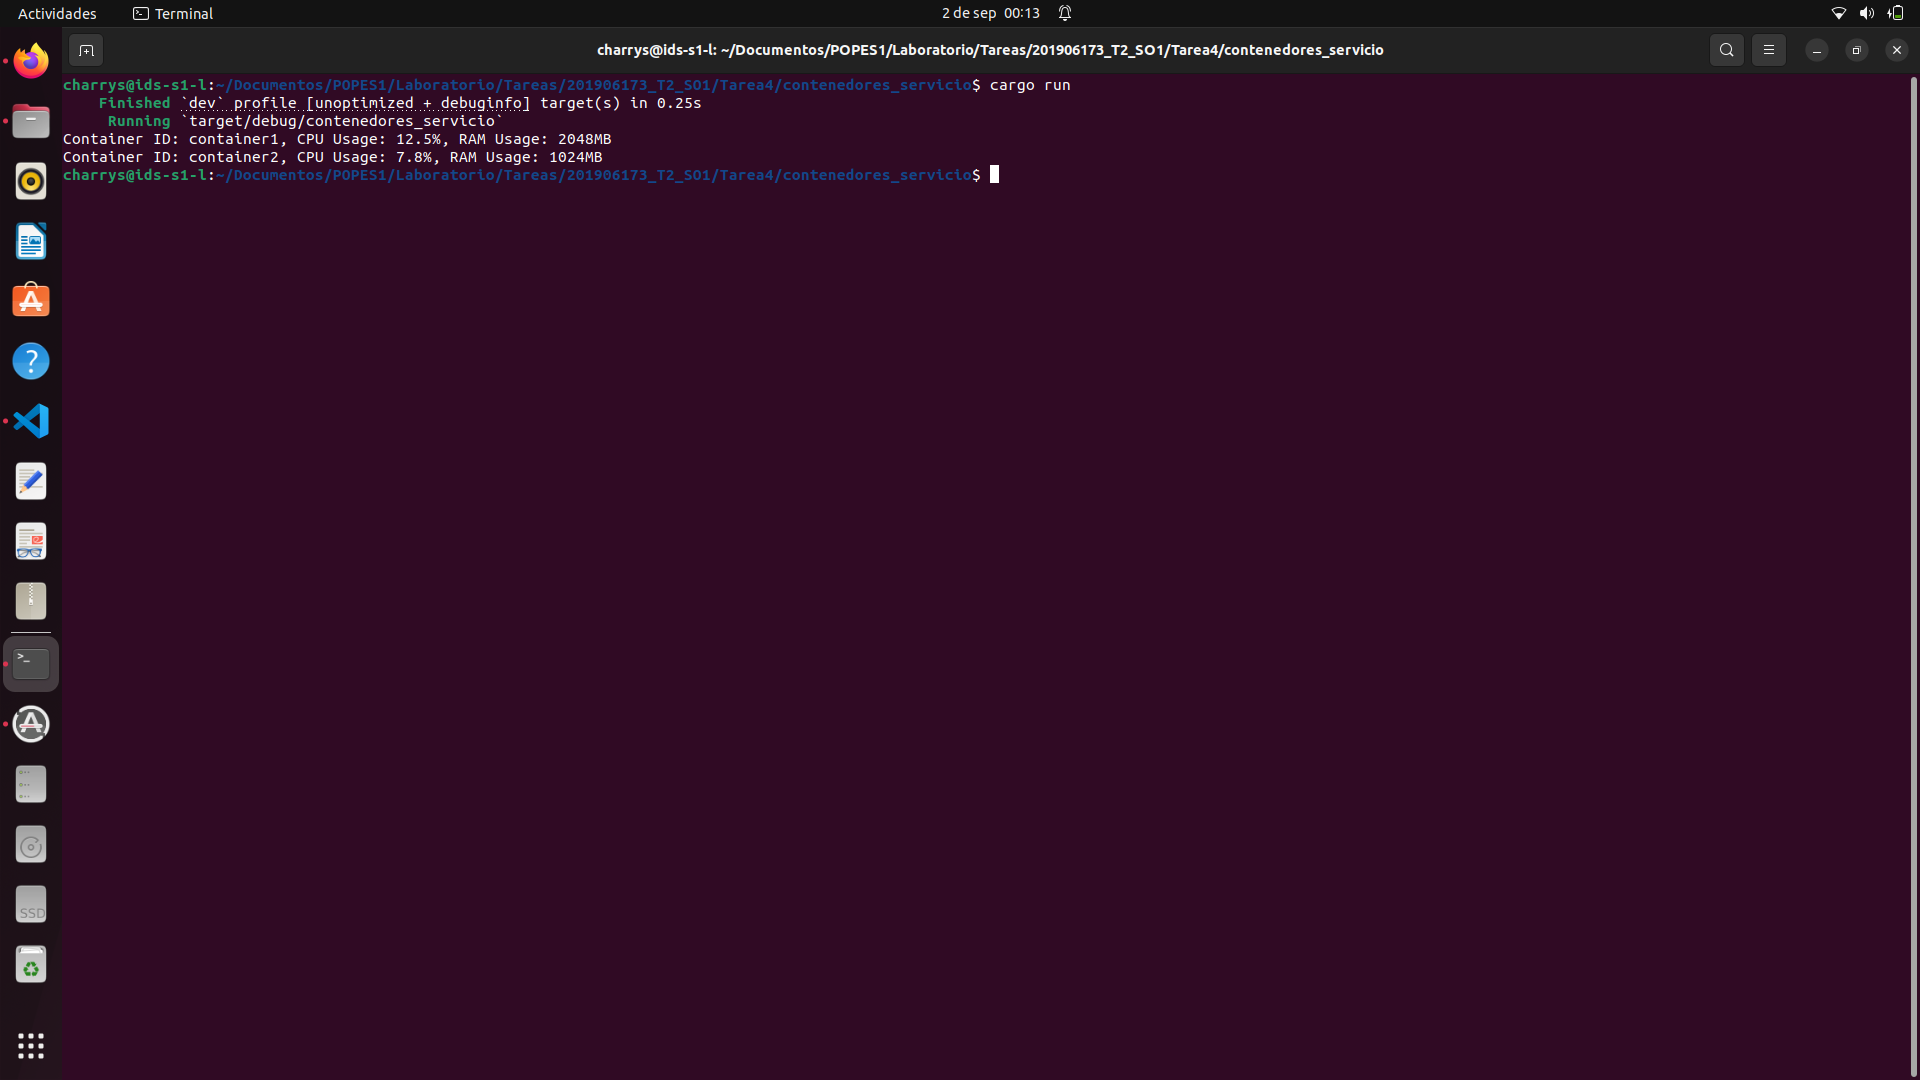 Actividades
Terminal
2 de sep 00:13
charrys@ids-s1-l: ~/Documentos/POPES1/Laboratorio/Tareas/201906173_T2_SO1/Tarea4/contenedores_servicio
charrys@ids-s1-l:~/Documentos/POPES1/Laboratorio/Tareas/201906173_T2_SO1/Tarea4/contenedores_servicio$ cargo run
    Finished `dev` profile [unoptimized + debuginfo] target(s) in 0.25s
     Running `target/debug/contenedores_servicio`
Container ID: container1, CPU Usage: 12.5%, RAM Usage: 2048MB
Container ID: container2, CPU Usage: 7.8%, RAM Usage: 1024MB
charrys@ids-s1-l:~/Documentos/POPES1/Laboratorio/Tareas/201906173_T2_SO1/Tarea4/contenedores_servicio$
SSD